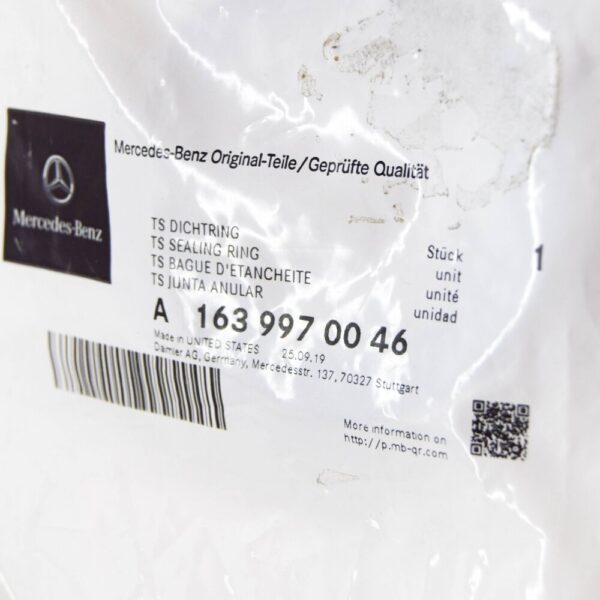 Mercedes-Benz Original-Teile/Geprüfte Qualität
Mercedes-Benz
TS DICHTRING
TS SEALING RING
TS BAGUE D'ETANCHEITE
TS JUNTA ANULAR
Stück
unit
unité
unidad
1
A 163 997 00 46
Made in UNITED STATES 25.09.19
Damler AG, Germany, Mercedesstr. 137, 70327 Stuttgart
More information on
http://p.mb-qr.com